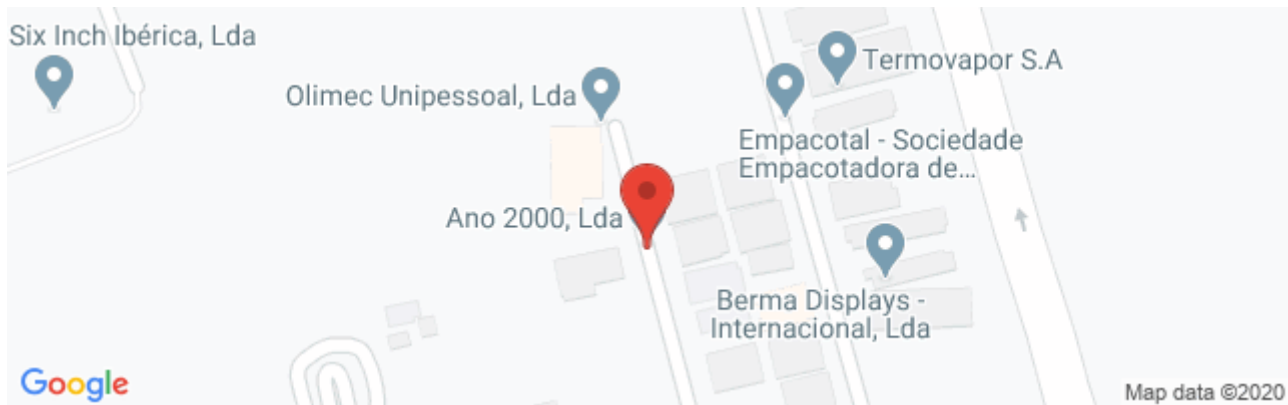 Six Inch Ibérica, Lda
Termovapor S.A
Olimec Unipessoal, Lda
Empacotal - Sociedade
Empacotadora de...
Ano 2000, Lda
Berma Displays -
Internacional, Lda
Google
Map data ©2020